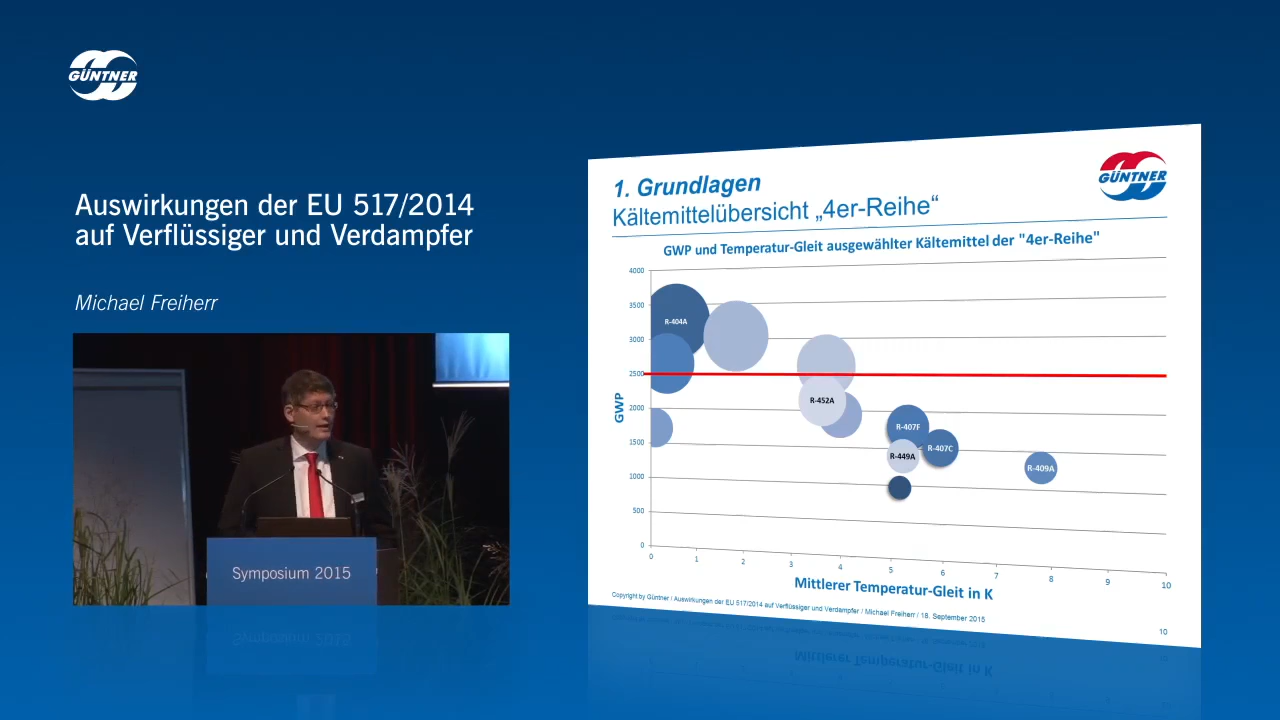 GÜNTNER
Auswirkungen der EU 517/2014
auf Verflüssiger und Verdampfer
Michael Freiherr
Symposium 2015
GÜNTNER
1. Grundlagen
Kältemittelübersicht „4er-Reihe“
GWP und Temperatur-Gleit ausgewählter Kältemittel der "4er-Reihe"
4000
3500
3000
2500
2000
1500
1000
500
0
GWP
R-404A
R-452A
R-407F
R-407C
R-449A
R-409A
0 1 2 3 4 5 6 7 8 9 10
Mittlerer Temperatur-Gleit in K
Copyright by Güntner / Auswirkungen der EU 517/2014 auf Verflüssiger und Verdampfer / Michael Freiherr / 18. September 2015
10